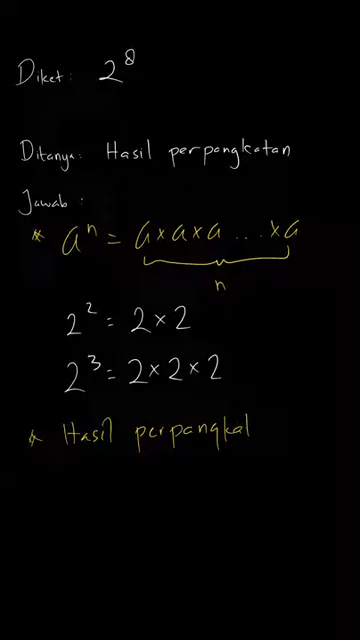 Diket: 2^8
Ditanya: Hasil perpangkatan
Jawab:
* a^n = a×a×a ... ×a
n
2^2 = 2×2
2^3 = 2×2×2
* Hasil perpangkal